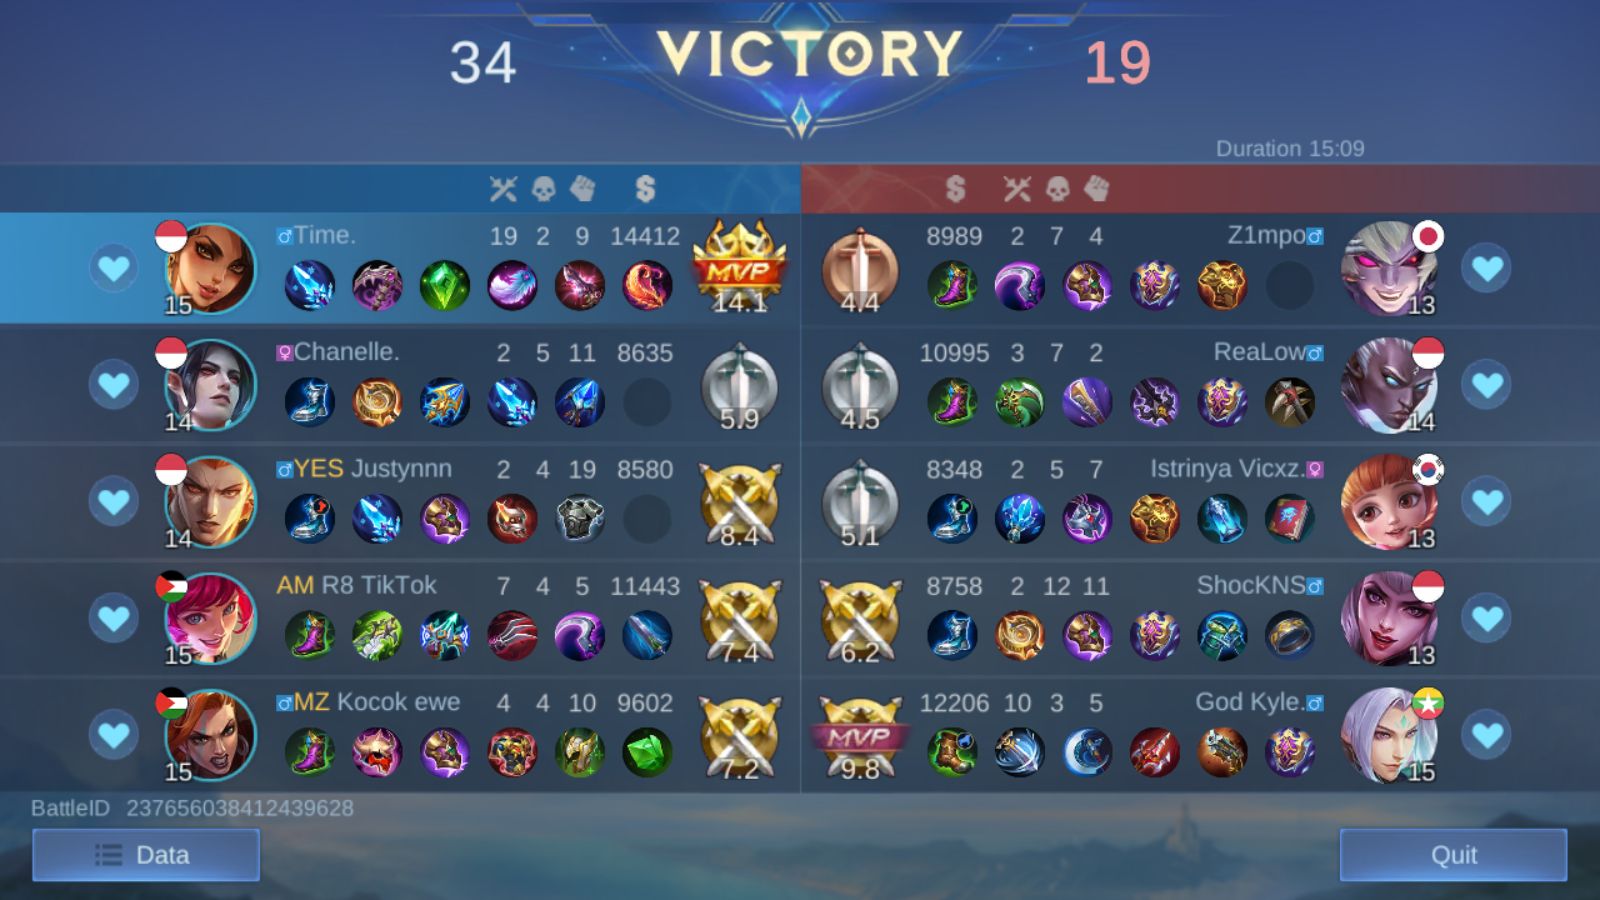 34 VICTORY 19
Duration 15:09
Time. 19 2 9 14412 MVP 14.1 15
4.4 8989 2 7 4 Z1mpo 13
Chanelle. 2 5 11 8635 5.9 14
4.5 10995 3 7 2 ReaLow 14
YES Justynnn 2 4 19 8580 8.4 14
5.1 8348 2 5 7 Istrinya Vicxz. 13
AM R8 TikTok 7 4 5 11443 7.4 15
6.2 8758 2 12 11 ShocKNS 13
MZ Kocok ewe 4 4 10 9602 7.2 15
MVP 9.8 12206 10 3 5 God Kyle. 15
BattleID 237656038412439628
Data
Quit